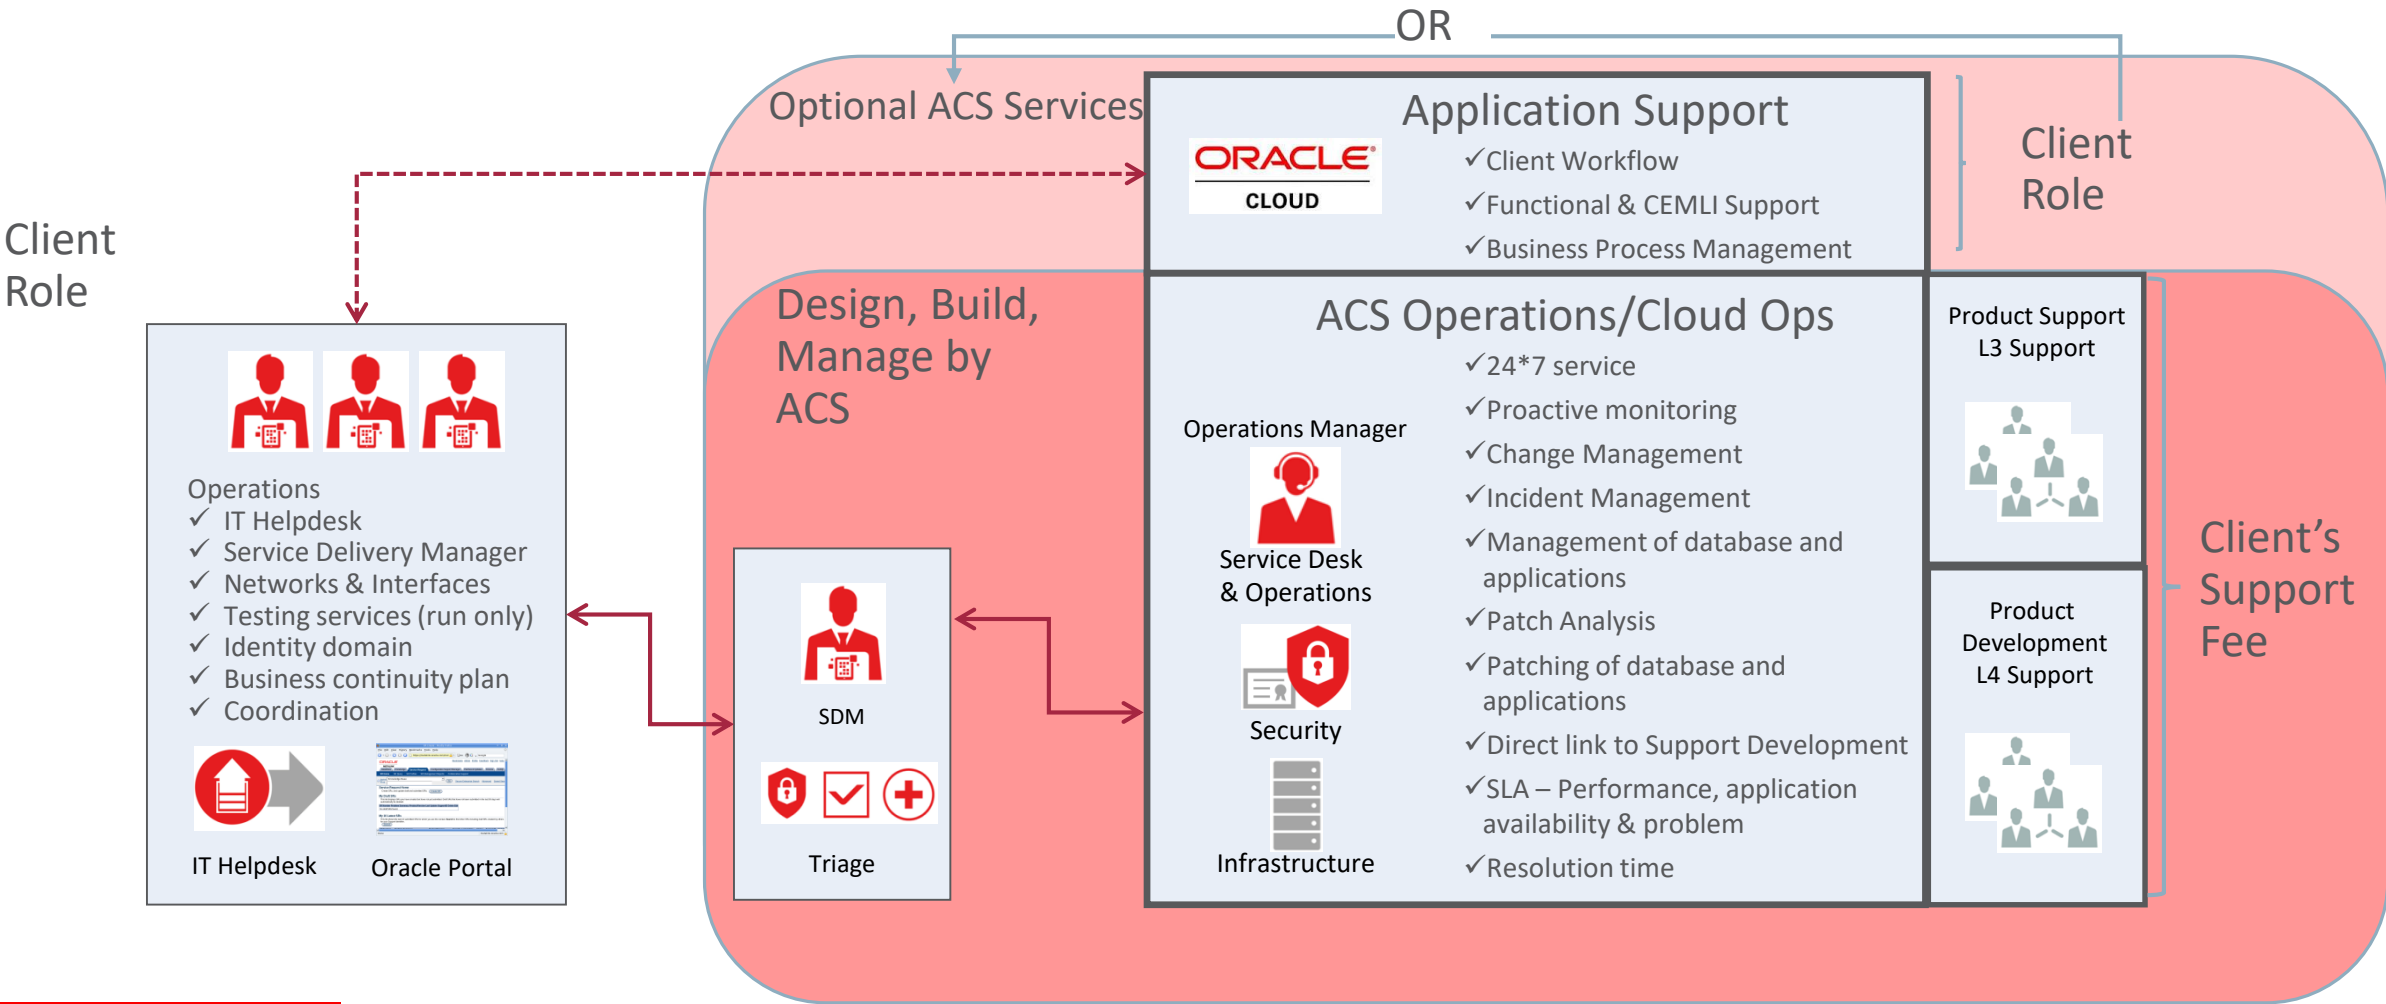 OR
Optional ACS Services
Application Support
ORACLE®
CLOUD
✓Client Workflow
✓Functional & CEMLI Support
✓Business Process Management
Client
Role
Client
Role
Operations
✓ IT Helpdesk
✓ Service Delivery Manager
✓ Networks & Interfaces
✓ Testing services (run only)
✓ Identity domain
✓ Business continuity plan
✓ Coordination
IT Helpdesk
Oracle Portal
Design, Build,
Manage by
ACS
SDM
Triage
ACS Operations/Cloud Ops
Operations Manager
Service Desk
& Operations
Security
Infrastructure
✓24*7 service
✓Proactive monitoring
✓Change Management
✓Incident Management
✓Management of database and
applications
✓Patch Analysis
✓Patching of database and
applications
✓Direct link to Support Development
✓SLA – Performance, application
availability & problem
✓Resolution time
Product Support
L3 Support
Product
Development
L4 Support
Client’s
Support
Fee